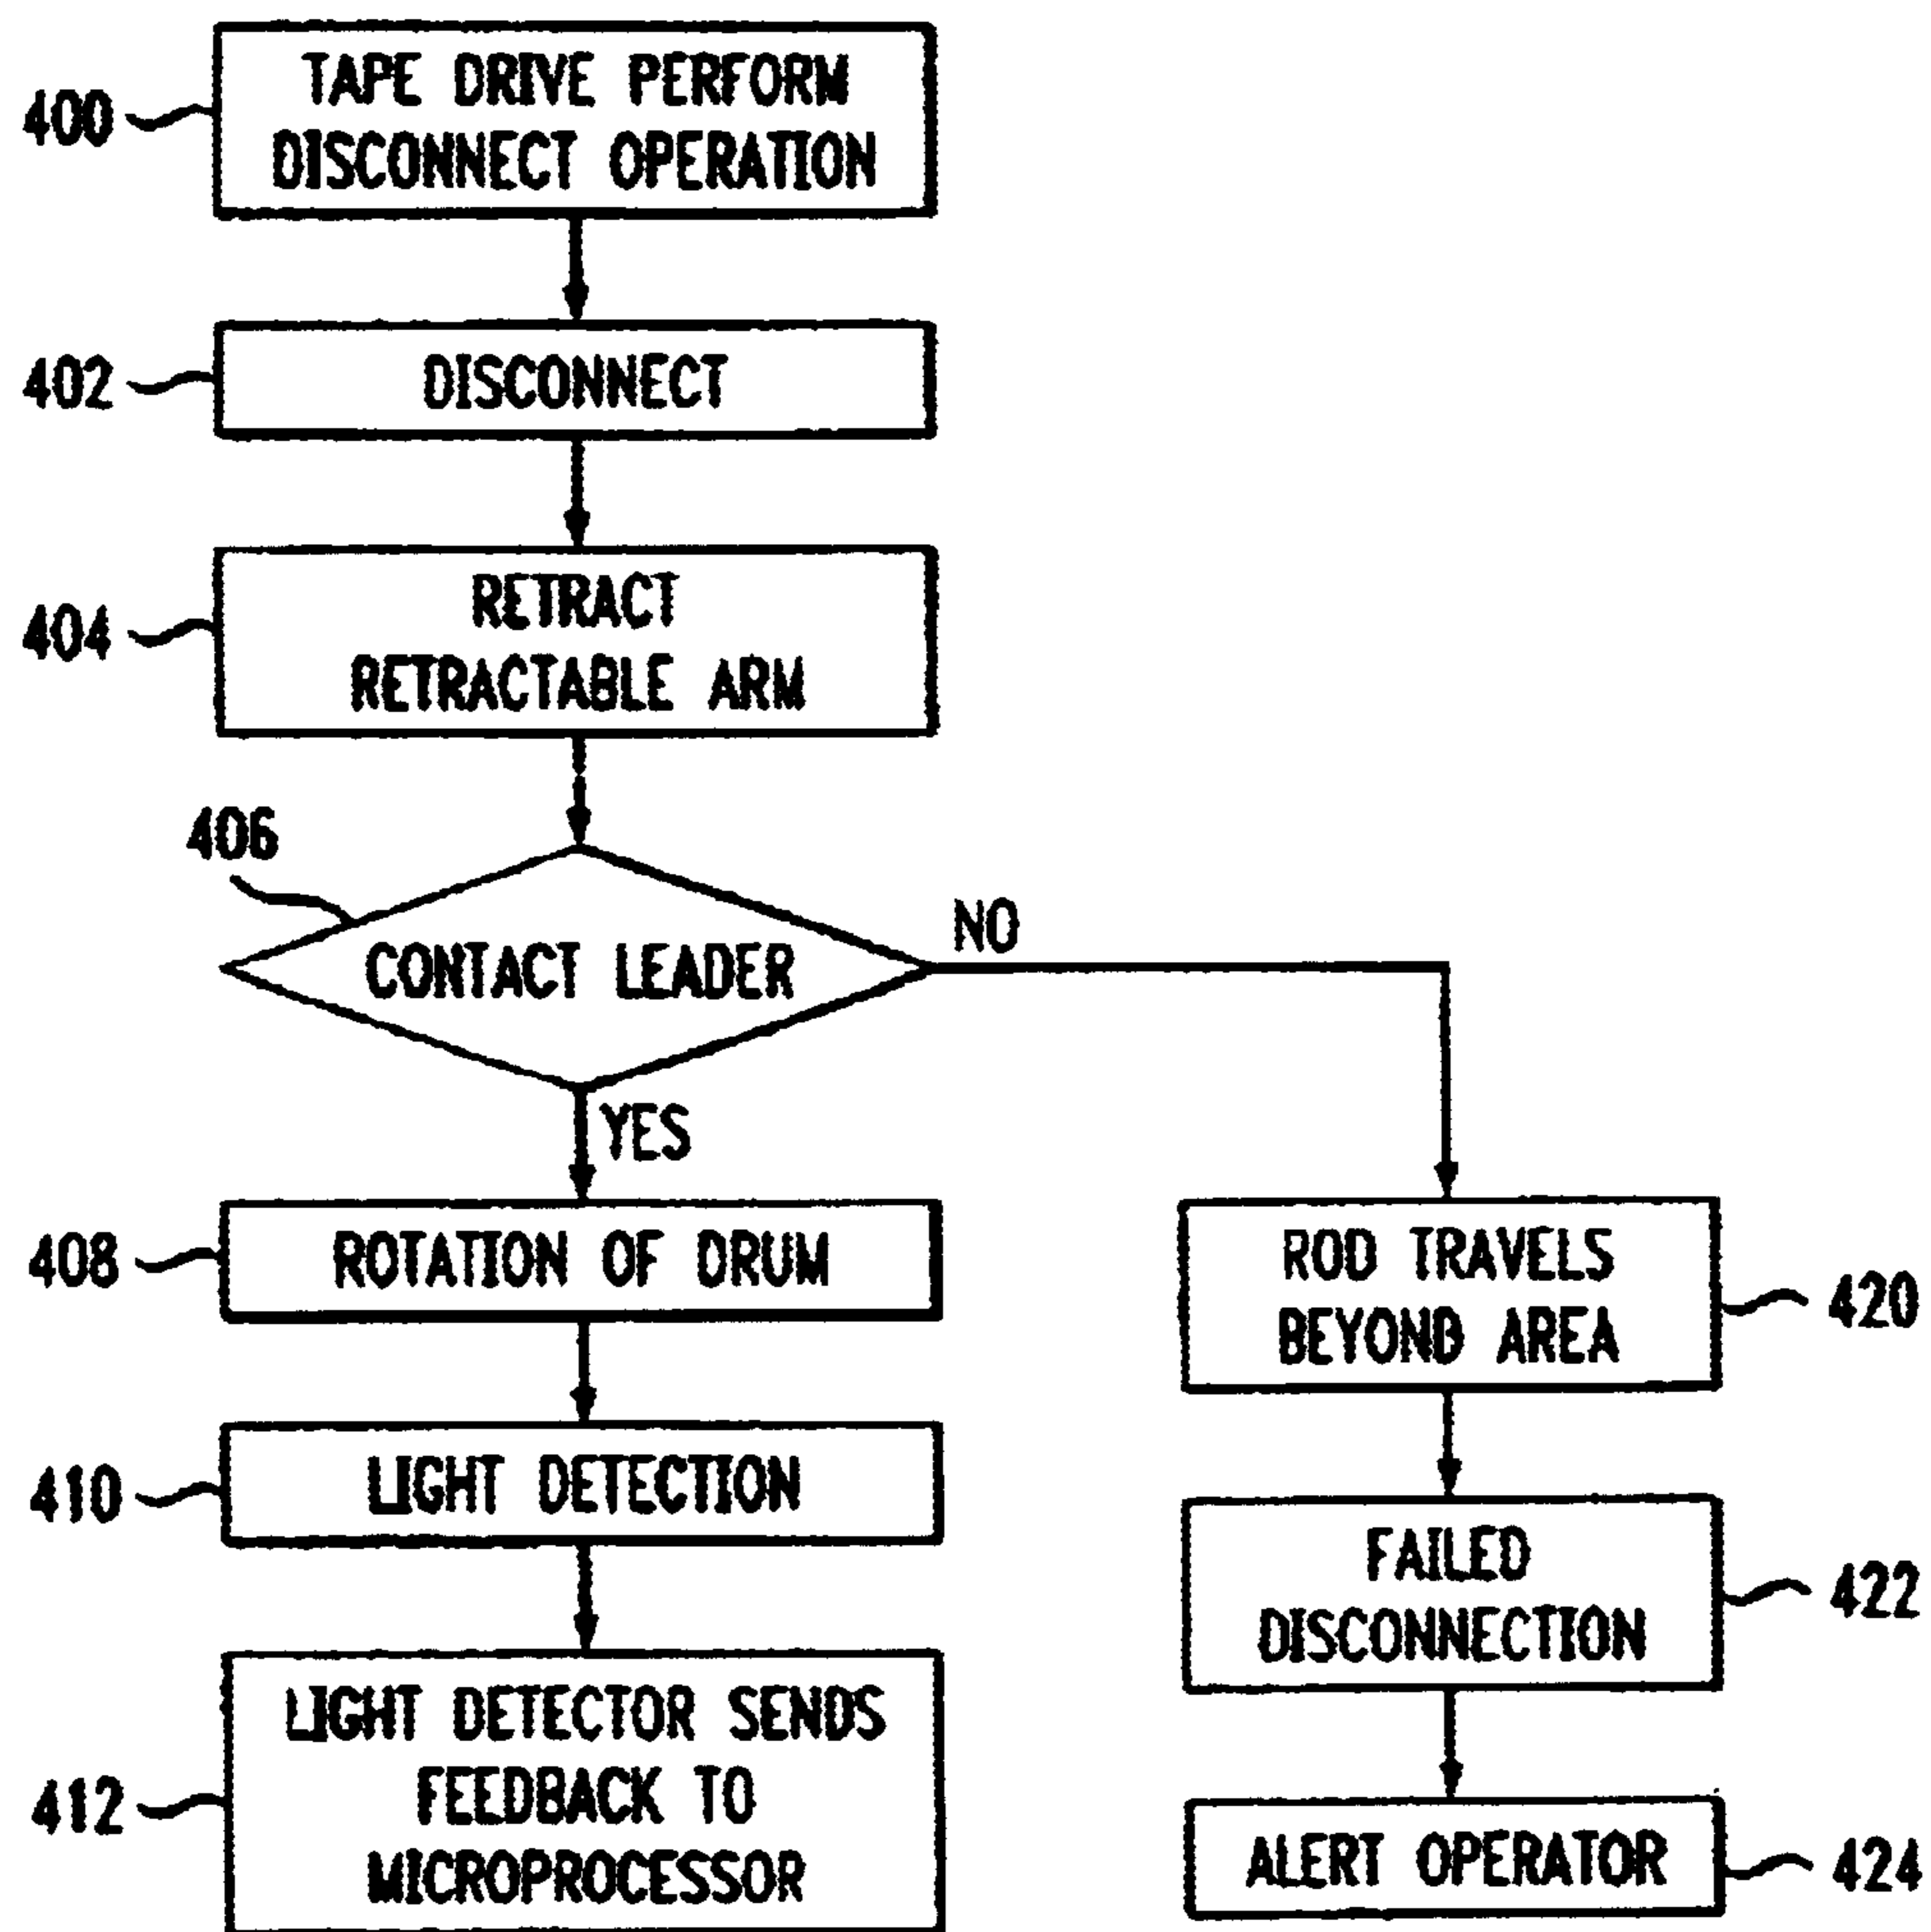 400
TAPE DRIVE PERFORM
DISCONNECT OPERATION
402
DISCONNECT
404
RETRACT
RETRACTABLE ARM
406
CONTACT LEADER
NO
YES
408
ROTATION OF DRUM
410
LIGHT DETECTION
412
LIGHT DETECTOR SENDS
FEEDBACK TO
MICROPROCESSOR
ROD TRAVELS
BEYOND AREA
420
FAILED
DISCONNECTION
422
ALERT OPERATOR
424